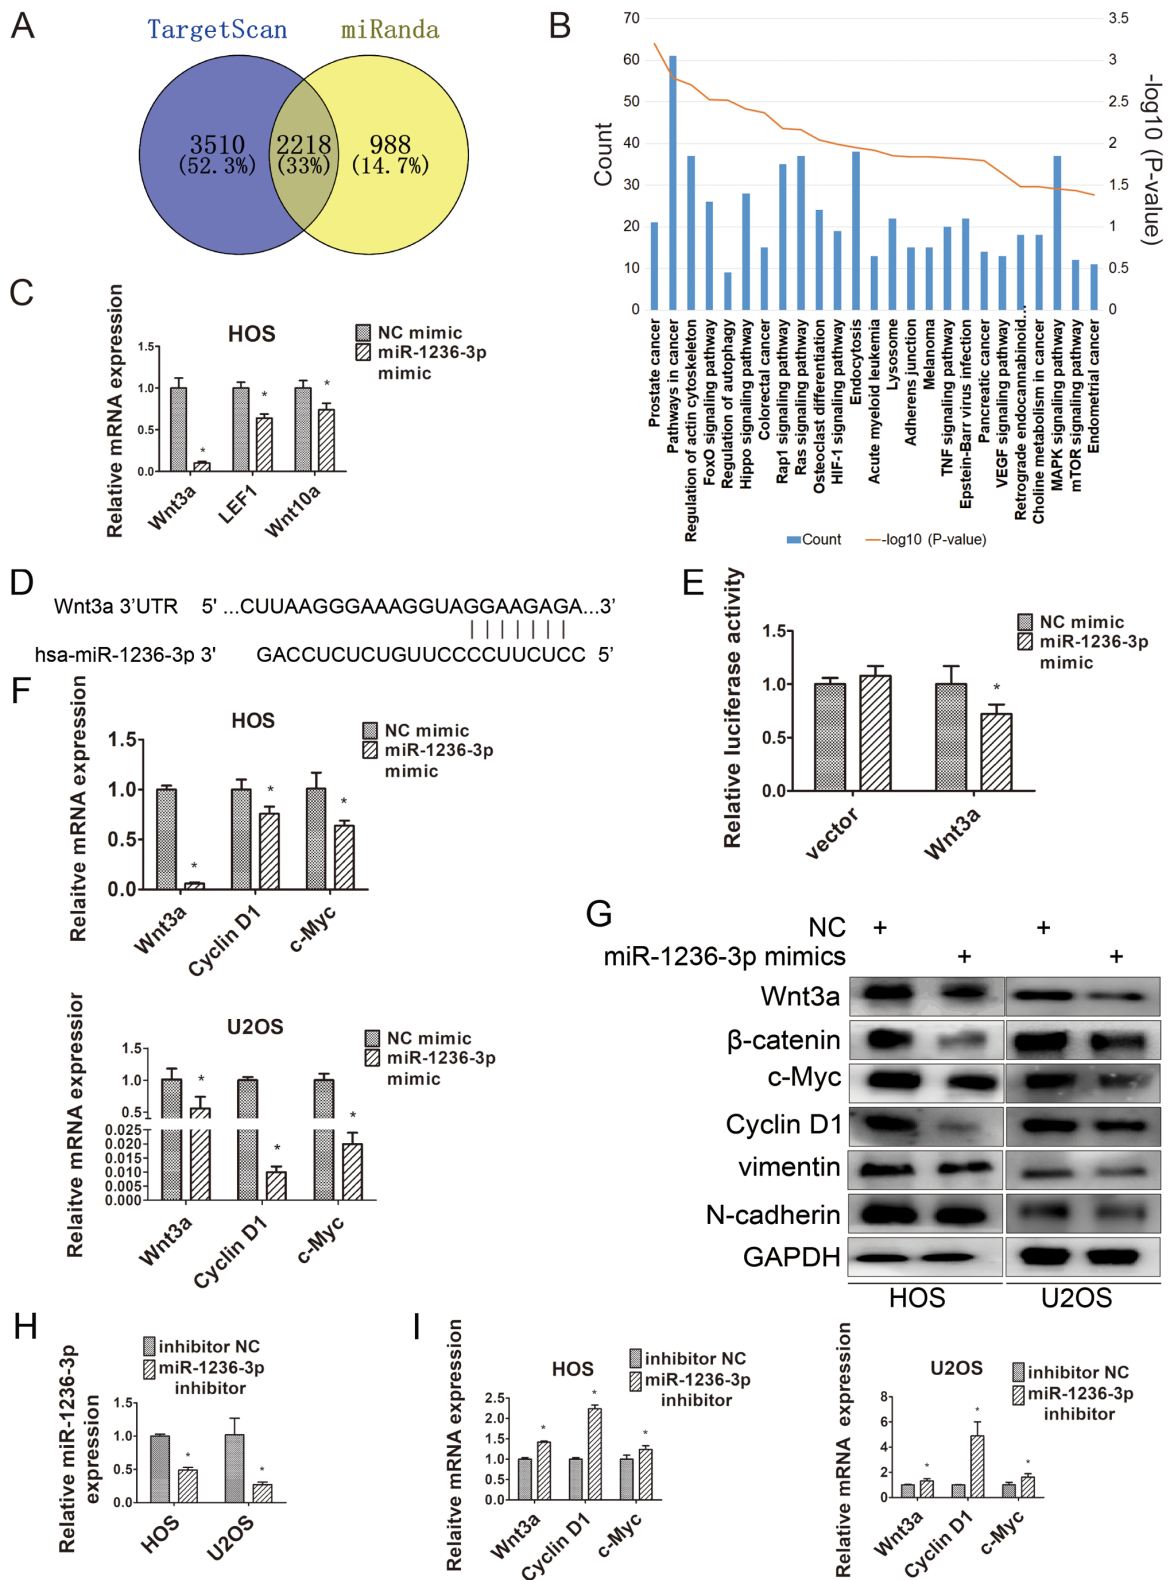 A
TargetScan
miRanda
3510
(52.3%)
2218
(33%)
988
(14.7%)
B
70
60
50
40
30
20
10
0
Count
3.5
3
2.5
2
1.5
1
0.5
0
-log10 (P-value)
Prostate cancer
Pathways in cancer
Regulation of actin cytoskeleton
FoxO signaling pathway
Regulation of autophagy
Hippo signaling pathway
Colorectal cancer
Rap1 signaling pathway
Ras signaling pathway
Osteoclast differentiation
HIF-1 signaling pathway
Endocytosis
Acute myeloid leukemia
Lysosome
Adherens junction
Melanoma
TNF signaling pathway
Epstein-Barr virus infection
Pancreatic cancer
VEGF signaling pathway
Retrograde endocannabinoid...
Choline metabolism in cancer
MAPK signaling pathway
mTOR signaling pathway
Endometrial cancer
Count
-log10 (P-value)
C
HOS
NC mimic
miR-1236-3p
mimic
Relative mRNA expression
1.5
1.0
0.5
0.0
*
*
*
Wnt3a
LEF1
Wnt10a
D
Wnt3a 3'UTR 5' ...CUUAAGGGAAAGGUAGGAAGAGA...3'
hsa-miR-1236-3p 3' GACCUCUCUGUUCCCCUUCUCC 5'
E
NC mimic
miR-1236-3p
mimic
Relative luciferase activity
1.5
1.0
0.5
0.0
*
vector
Wnt3a
F
HOS
NC mimic
miR-1236-3p
mimic
Relaitve mRNA expression
1.5
1.0
0.5
0.0
*
*
*
Wnt3a
Cyclin D1
c-Myc
U2OS
NC mimic
miR-1236-3p
mimic
Relaitve mRNA expressior
1.5
1.0
0.5
0.025
0.020
0.015
0.010
0.005
0.000
*
*
*
Wnt3a
Cyclin D1
c-Myc
G
NC + +
miR-1236-3p mimics + +
Wnt3a
β-catenin
c-Myc
Cyclin D1
vimentin
N-cadherin
GAPDH
HOS U2OS
H
inhibitor NC
miR-1236-3p
inhibitor
Relative miR-1236-3p
expression
1.5
1.0
0.5
0.0
*
*
HOS
U2OS
I
HOS
inhibitor NC
miR-1236-3p
inhibitor
Relaitve mRNA expression
2.5
2.0
1.5
1.0
0.5
0.0
*
*
*
Wnt3a
Cyclin D1
c-Myc
U2OS
inhibitor NC
miR-1236-3p
inhibitor
Relative mRNA expression
8
6
4
2
0
*
*
*
Wnt3a
Cyclin D1
c-Myc